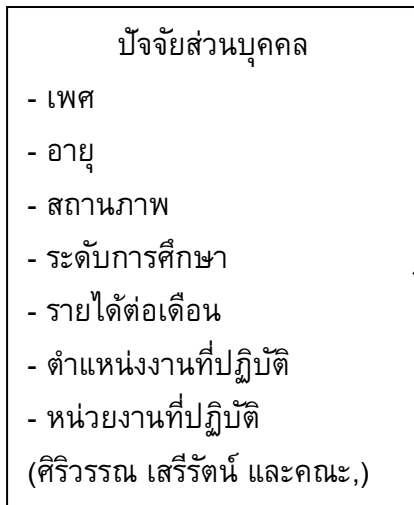 ปัจจัยส่วนบุคคล
- เพศ
- อายุ
- สถานภาพ
- ระดับการศึกษา
- รายได้ต่อเดือน
- ตำแหน่งงานที่ปฏิบัติ
- หน่วยงานที่ปฏิบัติ
(ศิริวรรณ เสรีรัตน์ และคณะ,)